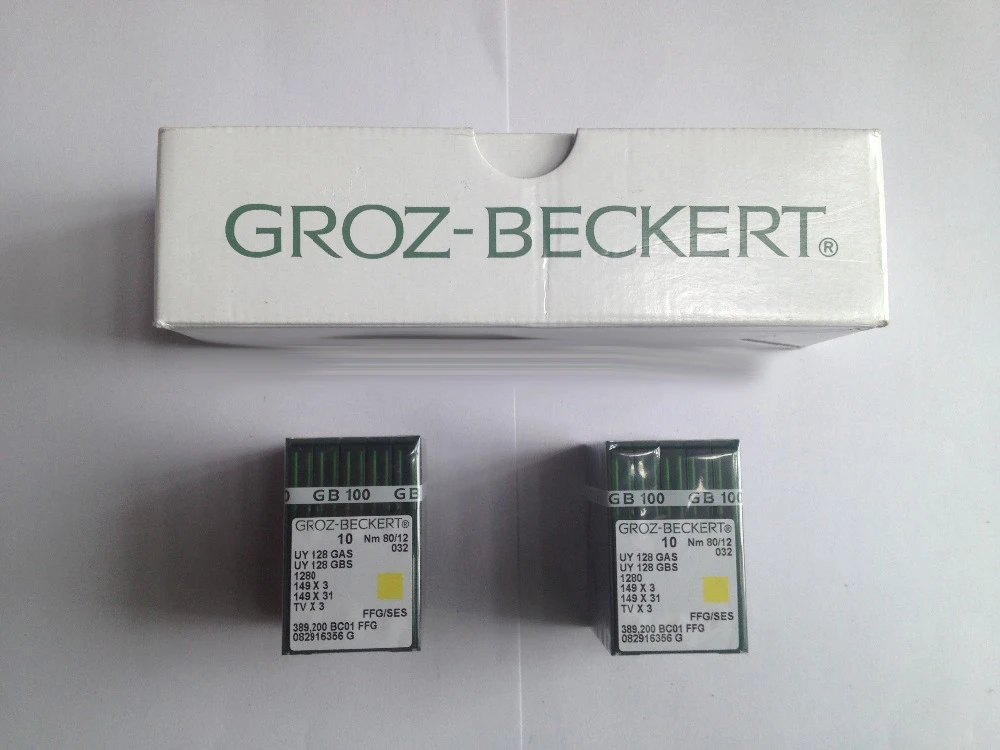 GROZ-BECKERT®
GB 100 GB
GROZ-BECKERT®
10 Nm 80/12
032
UY 128 GAS
UY 128 GBS
1280
149 X 3
149 X 31
TV X 3
FFG/SES
389,200 BC01 FFG
082916356 G
GB 100 GB 100
GROZ-BECKERT®
10 Nm 80/12
032
UY 128 GAS
UY 128 GBS
1280
149 X 3
149 X 31
TV X 3
FFG/SES
389,200 BC01 FFG
082916356 G